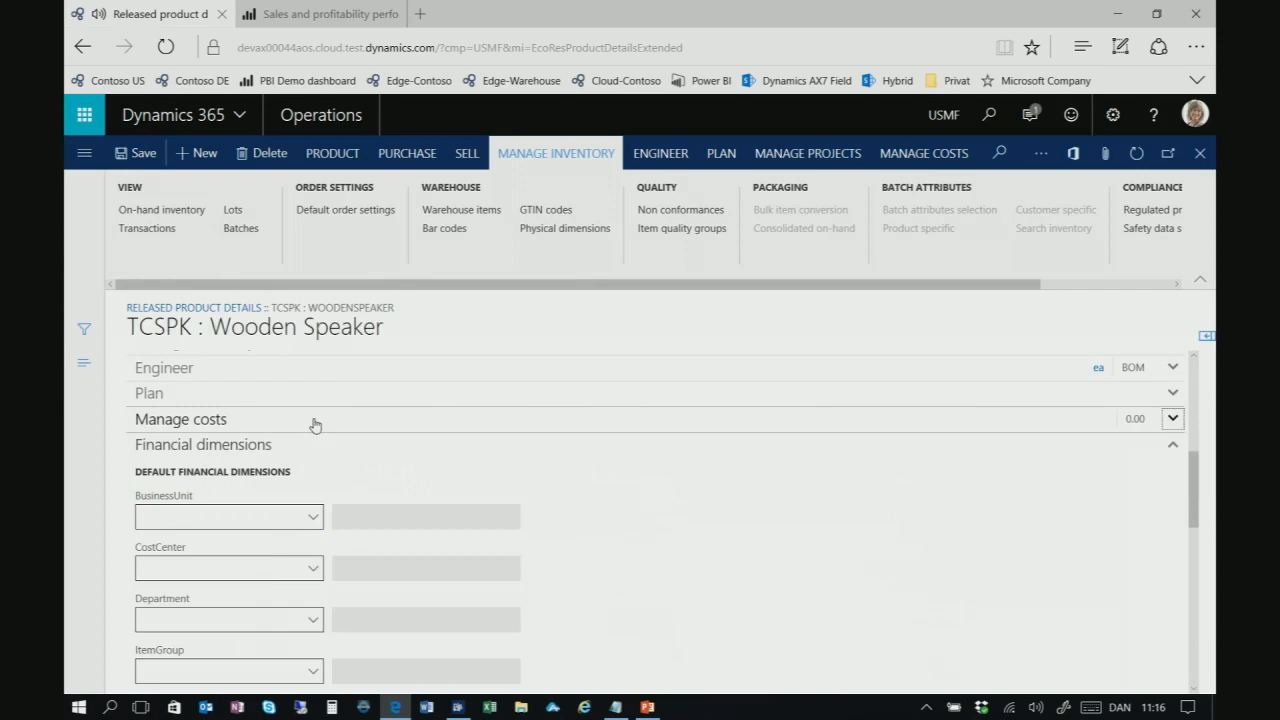 Released product d
Sales and profitability perfo
devax00044aos.cloud.test.dynamics.com/?cmp=USMF&mi=EcoResProductDetailsExtended
Contoso US Contoso DE PBI Demo dashboard Edge-Contoso Edge-Warehouse Cloud-Contoso Power BI Dynamics AX7 Field Hybrid Privat Microsoft Company
Dynamics 365 Operations USMF 1
Save New Delete PRODUCT PURCHASE SELL MANAGE INVENTORY ENGINEER PLAN MANAGE PROJECTS MANAGE COSTS
VIEW ORDER SETTINGS WAREHOUSE QUALITY PACKAGING BATCH ATTRIBUTES COMPLIANCE
On-hand inventory Lots Default order settings Warehouse items GTIN codes Non conformances Bulk item conversion Batch attributes selection Customer specific Regulated pr
Transactions Batches Bar codes Physical dimensions Item quality groups Consolidated on-hand Product specific Search inventory Safety data s
RELEASED PRODUCT DETAILS :: TCSPK : WOODENSPEAKER
TCSPK : Wooden Speaker
Engineer ea BOM
Plan
Manage costs 0.00
Financial dimensions
DEFAULT FINANCIAL DIMENSIONS
BusinessUnit
CostCenter
Department
ItemGroup
DAN 11:16